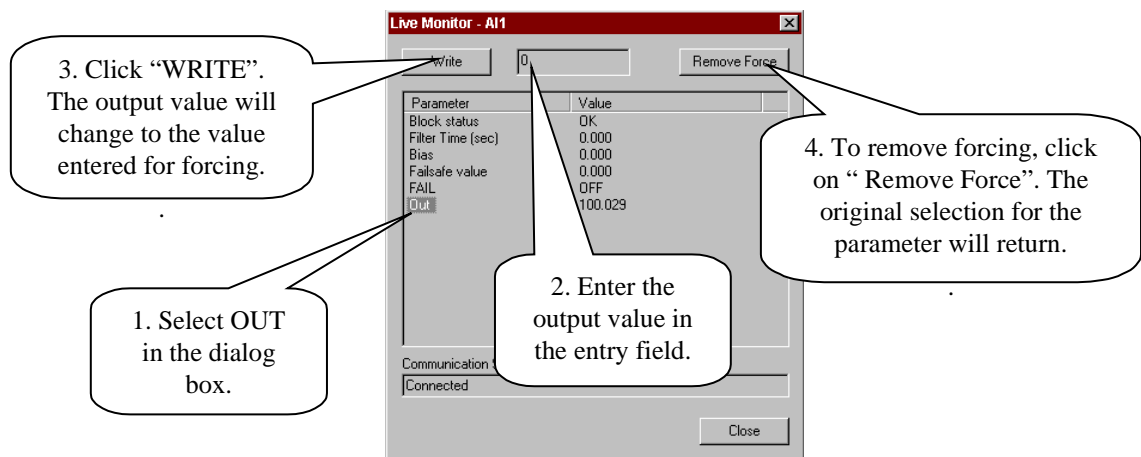 Live Monitor - AI1
3. Click “WRITE”.
The output value will
change to the value
entered for forcing.
.
Write
0
Remove Force
Parameter Value
Block status OK
Filter Time (sec) 0.000
Bias 0.000
Failsafe value 0.000
FAIL OFF
Out 100.029
4. To remove forcing, click
on “ Remove Force”. The
original selection for the
parameter will return.
.
1. Select OUT
in the dialog
box.
2. Enter the
output value in
the entry field.
Communication
Connected
Close